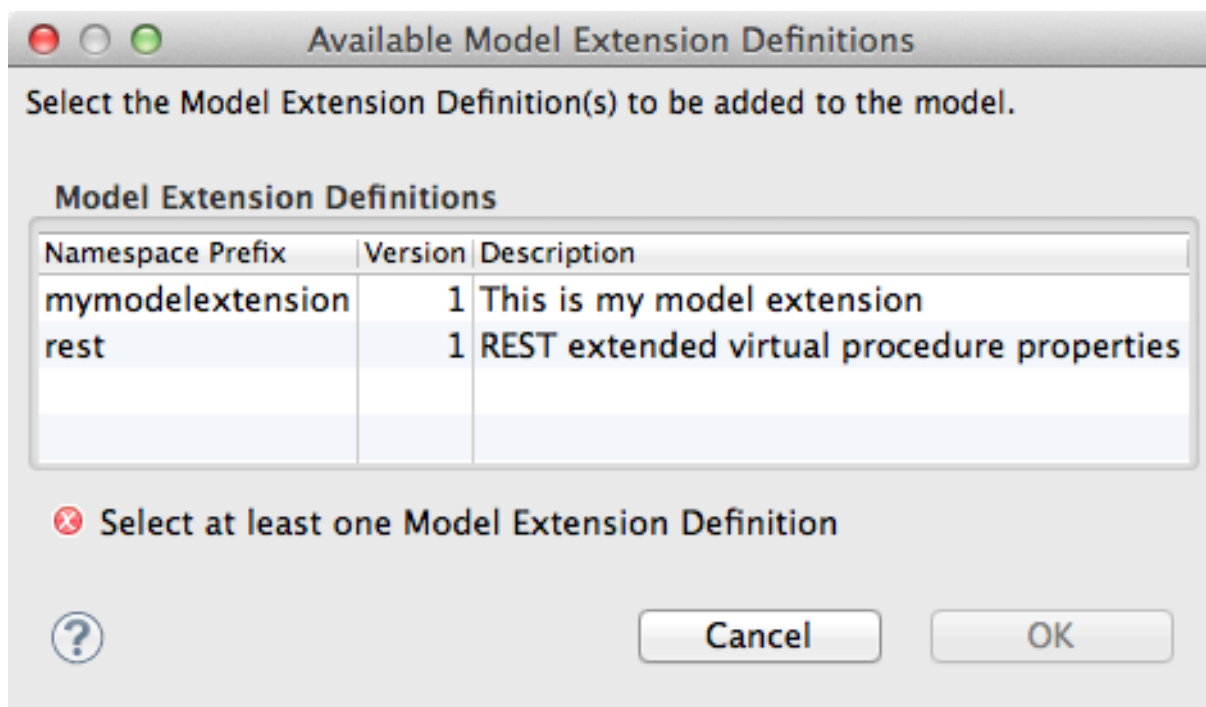 Available Model Extension Definitions
Select the Model Extension Definition(s) to be added to the model.
Model Extension Definitions
Namespace Prefix Version Description
mymodelextension 1 This is my model extension
rest 1 REST extended virtual procedure properties
Select at least one Model Extension Definition
? Cancel OK